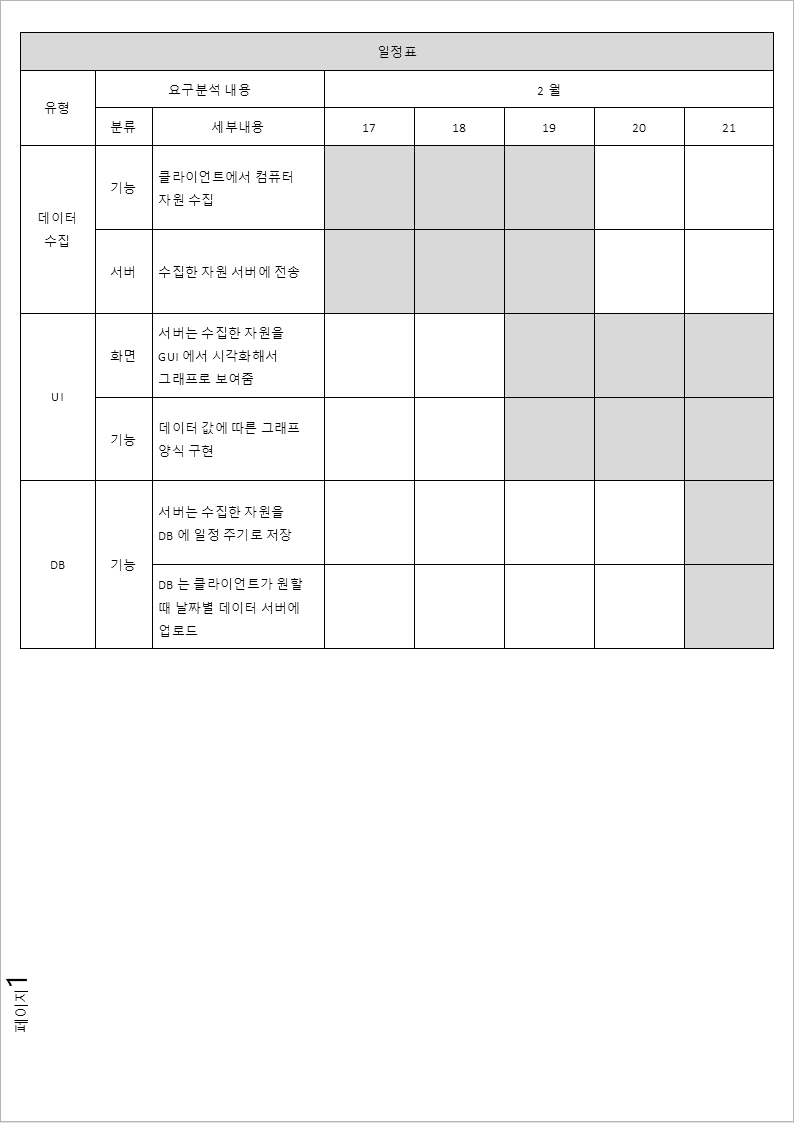 일정표
유형
요구분석 내용
2 월
분류
세부내용
17
18
19
20
21
데이터
수집
기능
클라이언트에서 컴퓨터
자원 수집
서버
수집한 자원 서버에 전송
UI
화면
서버는 수집한 자원을
GUI 에서 시각화해서
그래프로 보여줌
기능
데이터 값에 따른 그래프
양식 구현
DB
기능
서버는 수집한 자원을
DB 에 일정 주기로 저장
DB 는 클라이언트가 원할
때 날짜별 데이터 서버에
업로드
페이지1